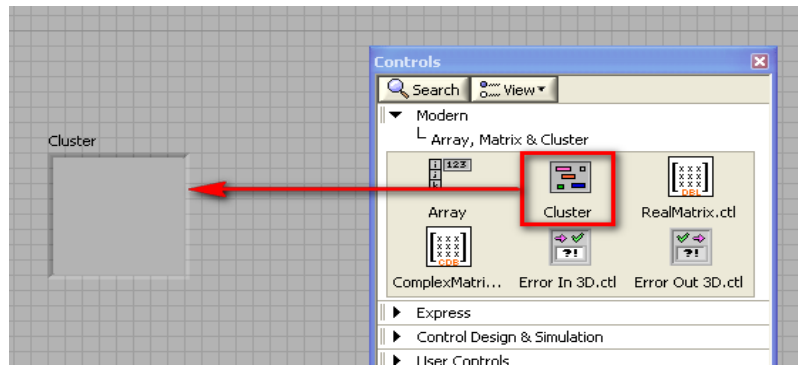 Controls
Search View
Modern
Array, Matrix & Cluster
Cluster
123
Array Cluster RealMatrix.ctl
ComplexMatri... Error In 3D.ctl Error Out 3D.ctl
Express
Control Design & Simulation
User Controls